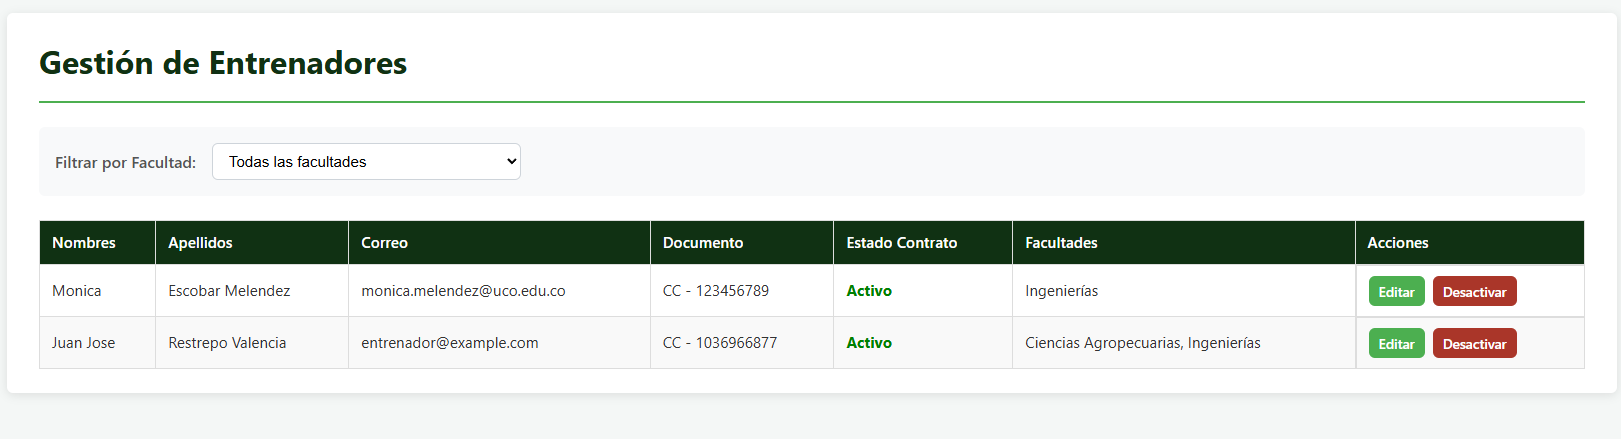 Gestión de Entrenadores
Filtrar por Facultad: Todas las facultades
Nombres Apellidos Correo Documento Estado Contrato Facultades Acciones
Monica Escobar Melendez monica.melendez@uco.edu.co CC - 123456789 Activo Ingenierías Editar Desactivar
Juan Jose Restrepo Valencia entrenador@example.com CC - 1036966877 Activo Ciencias Agropecuarias, Ingenierías Editar Desactivar